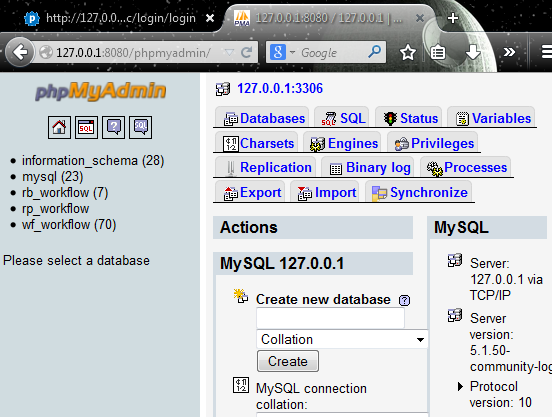 http://127.0.0...c/login/login
127.0.0.1:8080 / 127.0.0.1 | ...
127.0.0.1:8080/phpmyadmin/
Google
phpMyAdmin
SQL
information_schema (28)
mysql (23)
rb_workflow (7)
rp_workflow
wf_workflow (70)
Please select a database
127.0.0.1:3306
Databases SQL Status Variables
Charsets Engines Privileges
Replication Binary log Processes
Export Import Synchronize
Actions
MySQL 127.0.0.1
Create new database
Collation
Create
MySQL connection
collation:
MySQL
Server:
127.0.0.1 via
TCP/IP
Server
version:
5.1.50-
community-log
Protocol
version: 10